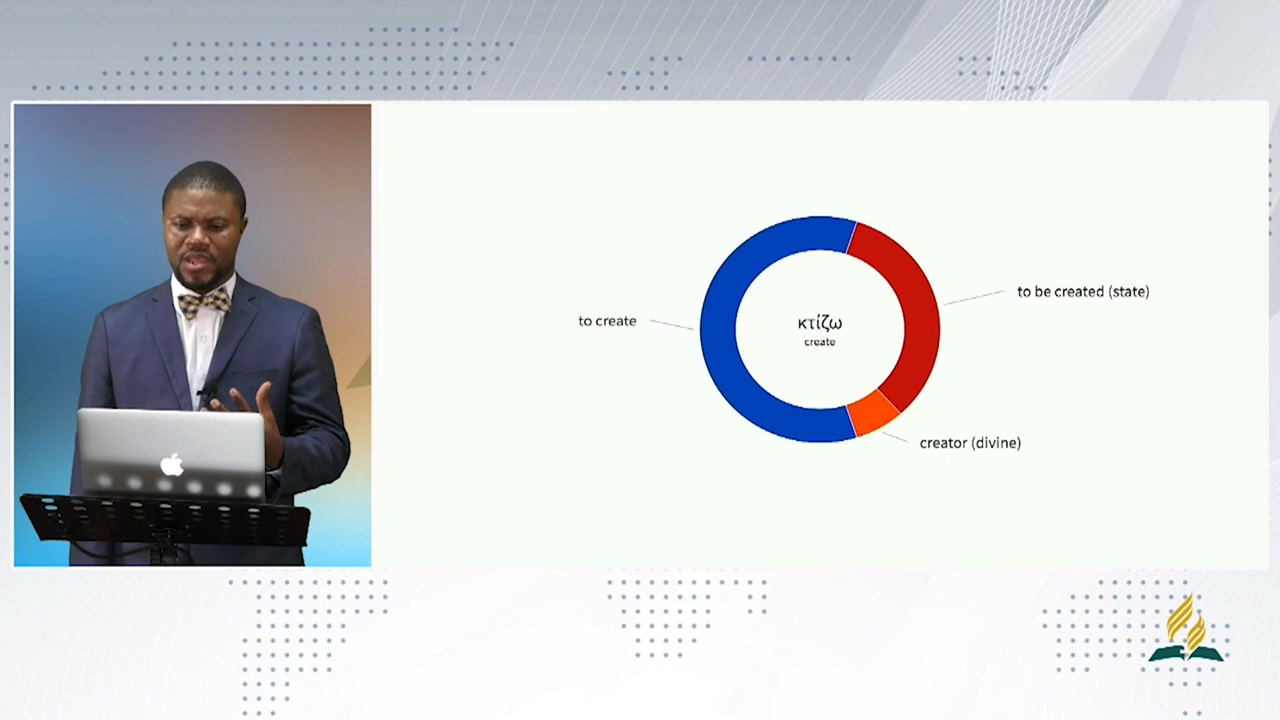 to be created (state)
to create
κτίζω
create
creator (divine)